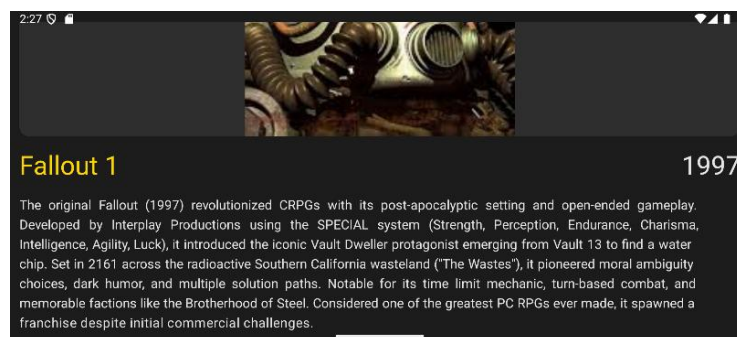 2:27
Fallout 1
1997
The original Fallout (1997) revolutionized CRPGs with its post-apocalyptic setting and open-ended gameplay.
Developed by Interplay Productions using the SPECIAL system (Strength, Perception, Endurance, Charisma,
Intelligence, Agility, Luck), it introduced the iconic Vault Dweller protagonist emerging from Vault 13 to find a water
chip. Set in 2161 across the radioactive Southern California wasteland ("The Wastes"), it pioneered moral ambiguity
choices, dark humor, and multiple solution paths. Notable for its time limit mechanic, turn-based combat, and
memorable factions like the Brotherhood of Steel. Considered one of the greatest PC RPGs ever made, it spawned a
franchise despite initial commercial challenges.